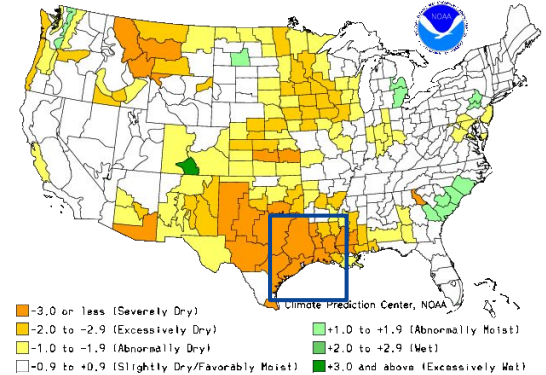 NOAA
Climate Prediction Center, NOAA
-3.0 or less (Severely Dry)
-2.0 to -2.9 (Excessively Dry)
-1.0 to -1.9 (Abnormally Dry)
-0.9 to +0.9 (Slightly Dry/Favorably Moist)
+1.0 to +1.9 (Abnormally Moist)
+2.0 to +2.9 (Wet)
+3.0 and above (Excessively Wet)